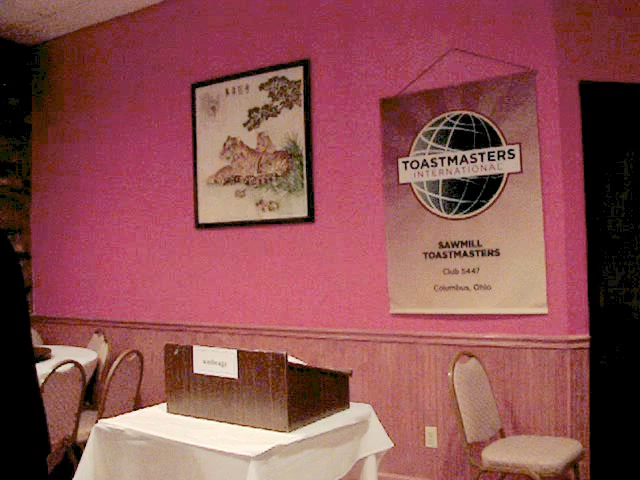 TOASTMASTERS
INTERNATIONAL
SAWMILL
TOASTMASTERS
Club 5447
Columbus, Ohio